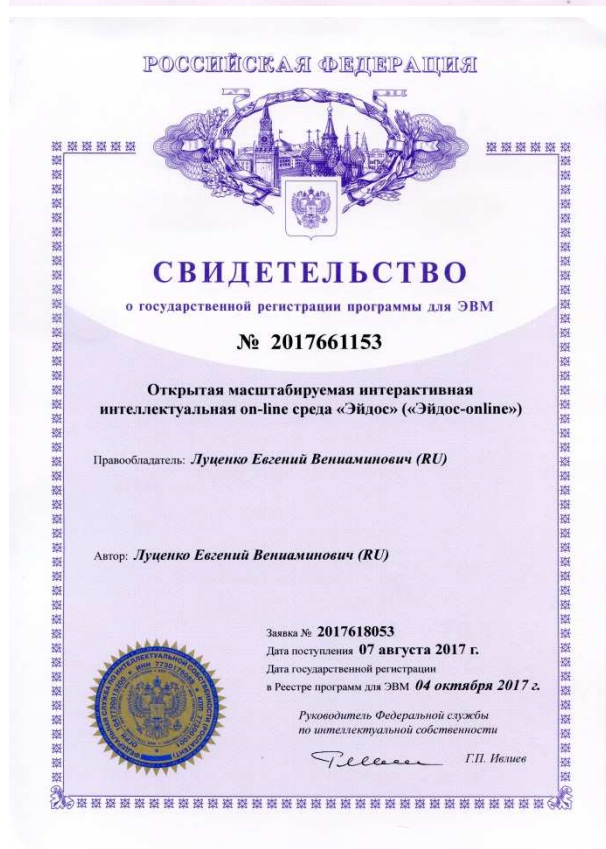 РОССИЙСКАЯ ФЕДЕРАЦИЯ
СВИДЕТЕЛЬСТВО
о государственной регистрации программы для ЭВМ
№ 2017661153
Открытая масштабируемая интерактивная
интеллектуальная on-line среда «Эйдос» («Эйдос-online»)
Правообладатель: Луценко Евгений Вениаминович (RU)
Автор: Луценко Евгений Вениаминович (RU)
Заявка № 2017618053
Дата поступления 07 августа 2017 г.
Дата государственной регистрации
в Реестре программ для ЭВМ 04 октября 2017 г.
Руководитель Федеральной службы
по интеллектуальной собственности
Г.П. Ивлиев